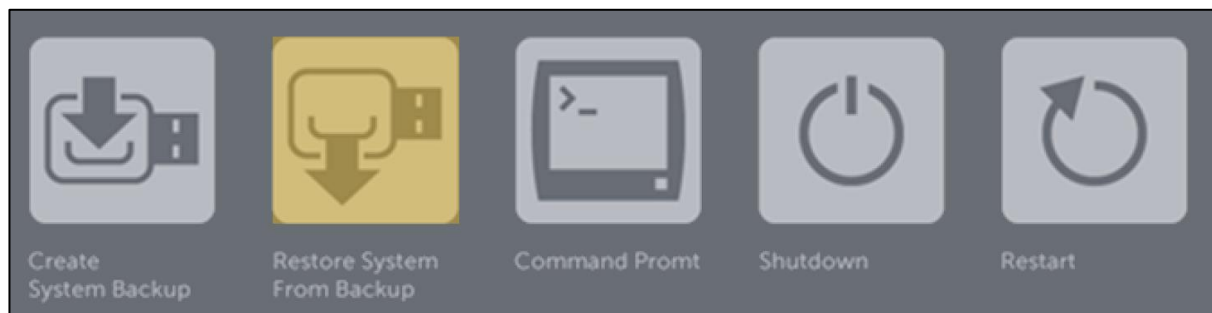 >_
Create
System Backup
Restore System
From Backup
Command Promt
Shutdown
Restart